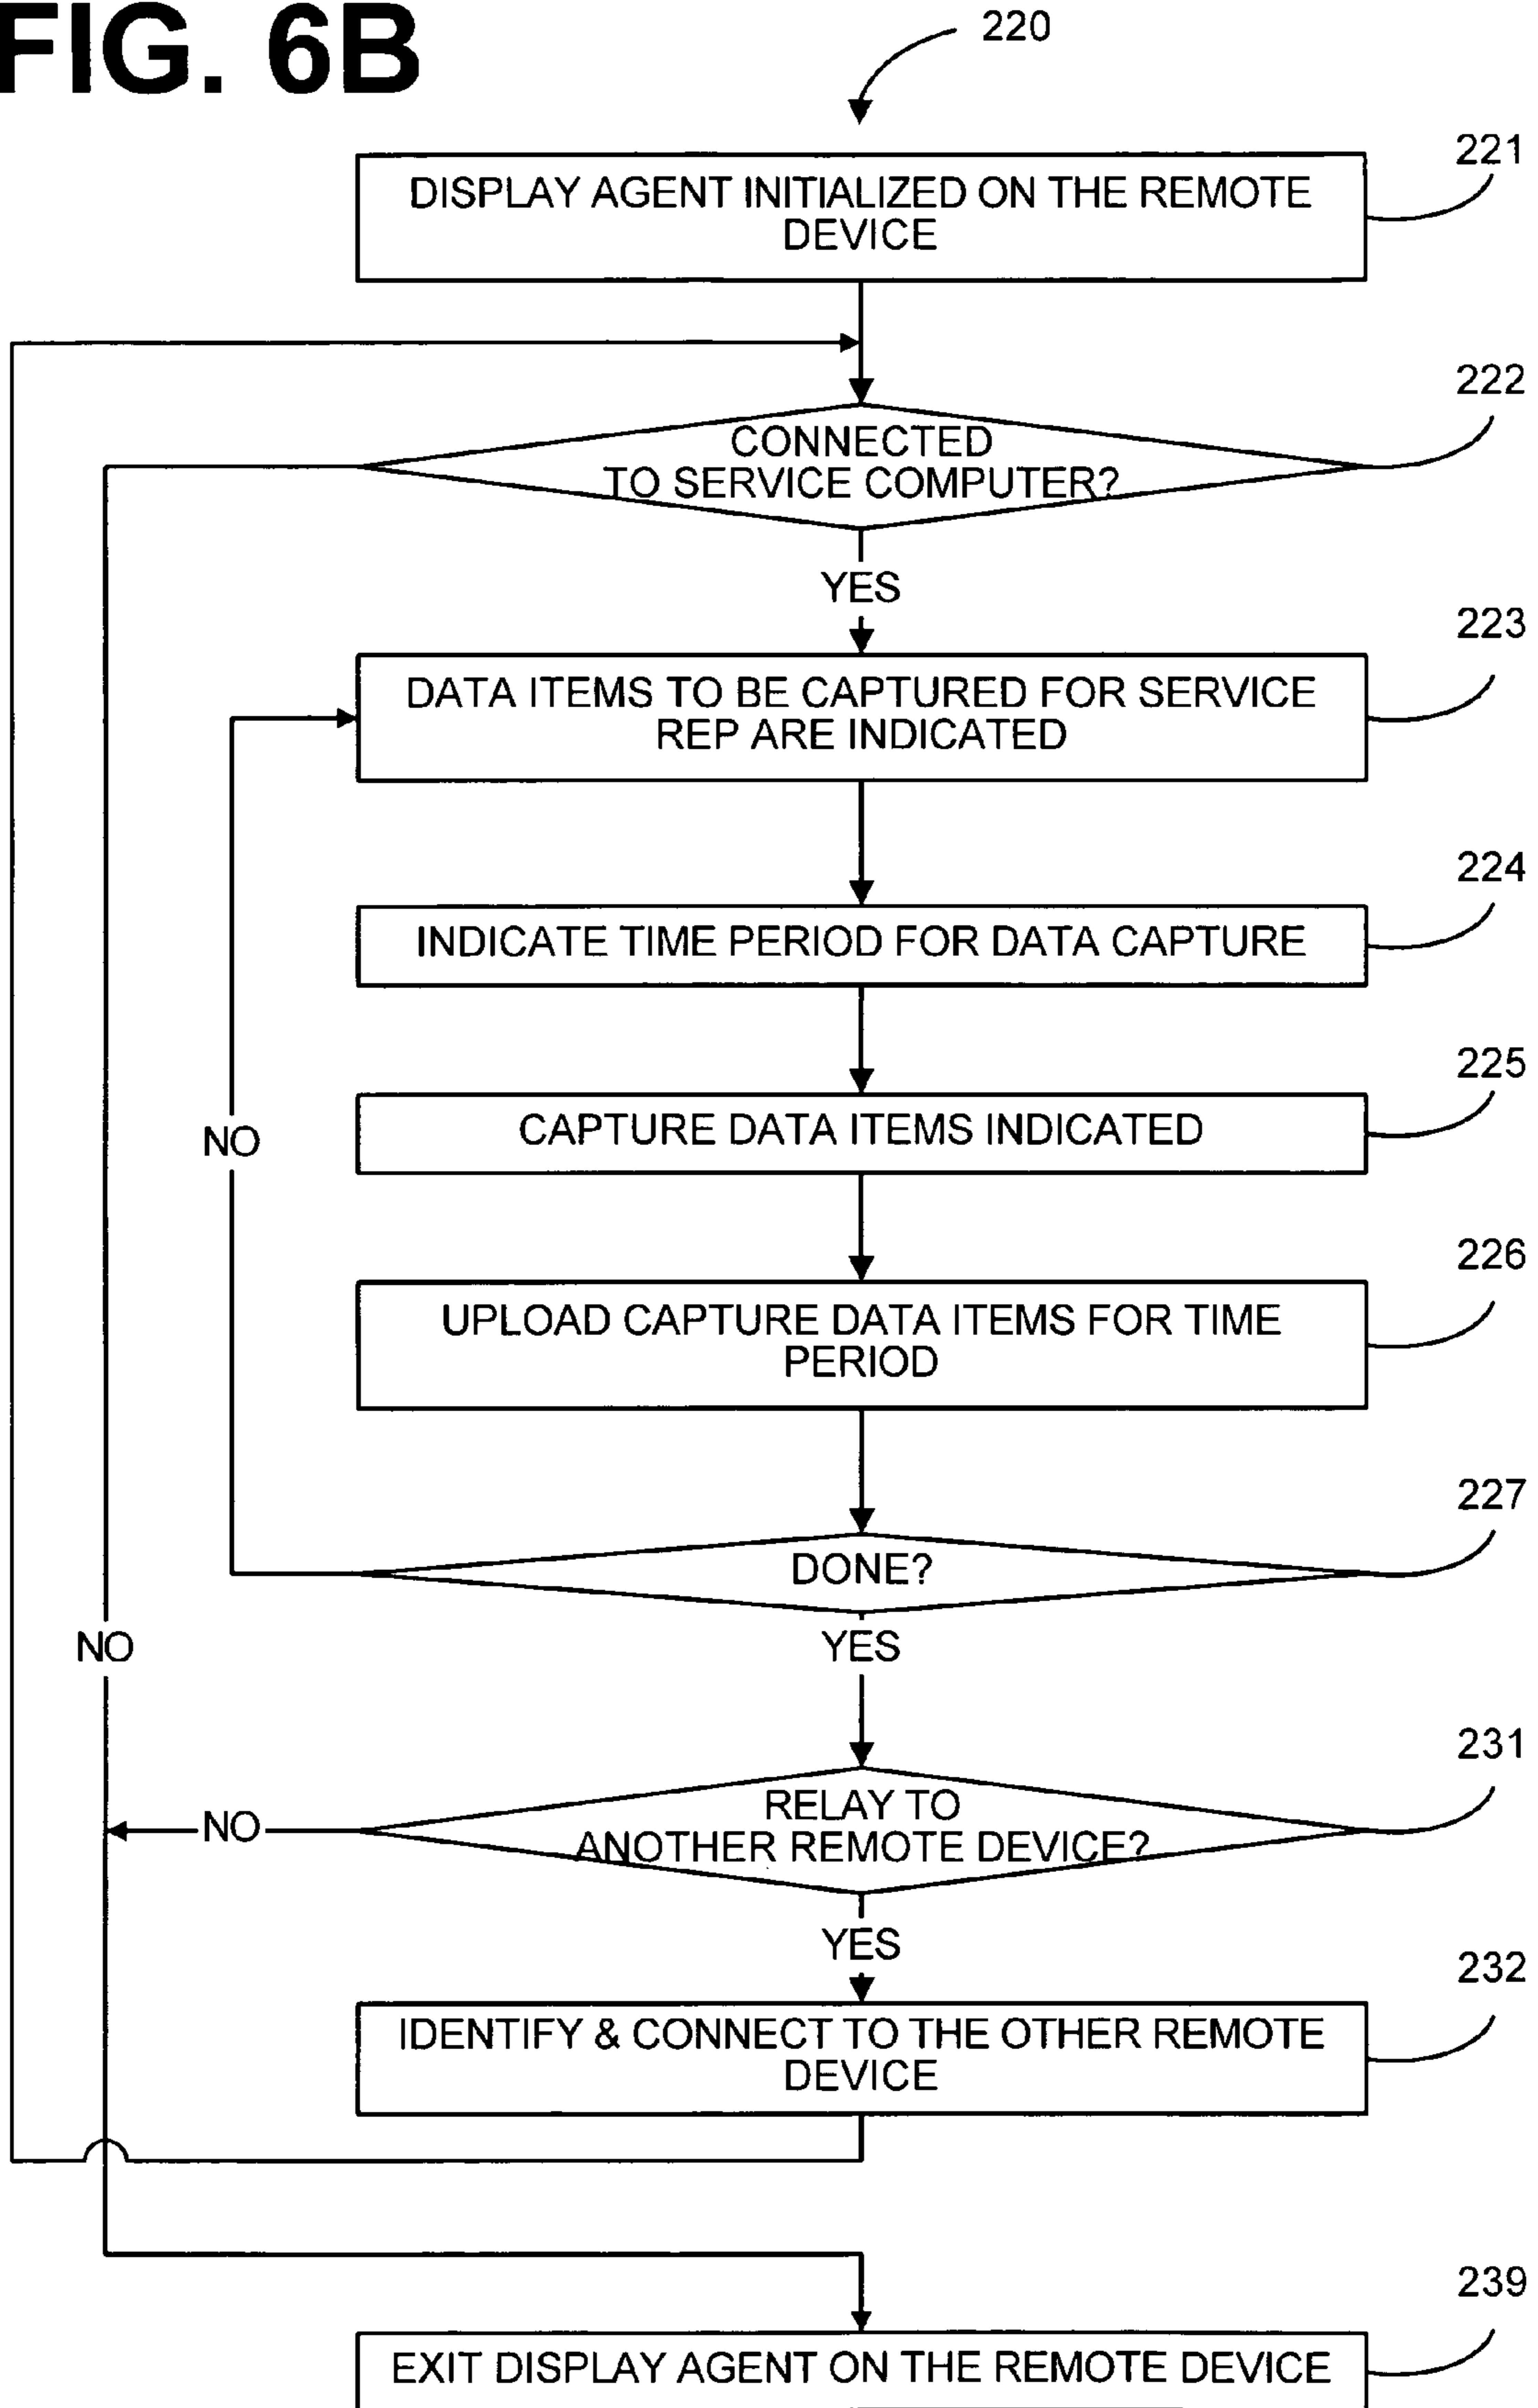 FIG. 6B
220
221
DISPLAY AGENT INITIALIZED ON THE REMOTE
DEVICE
222
CONNECTED
TO SERVICE COMPUTER?
YES
223
DATA ITEMS TO BE CAPTURED FOR SERVICE
REP ARE INDICATED
224
INDICATE TIME PERIOD FOR DATA CAPTURE
225
NO
CAPTURE DATA ITEMS INDICATED
226
UPLOAD CAPTURE DATA ITEMS FOR TIME
PERIOD
227
DONE?
NO
YES
231
RELAY TO
NO
ANOTHER REMOTE DEVICE?
YES
232
IDENTIFY & CONNECT TO THE OTHER REMOTE
DEVICE
239
EXIT DISPLAY AGENT ON THE REMOTE DEVICE